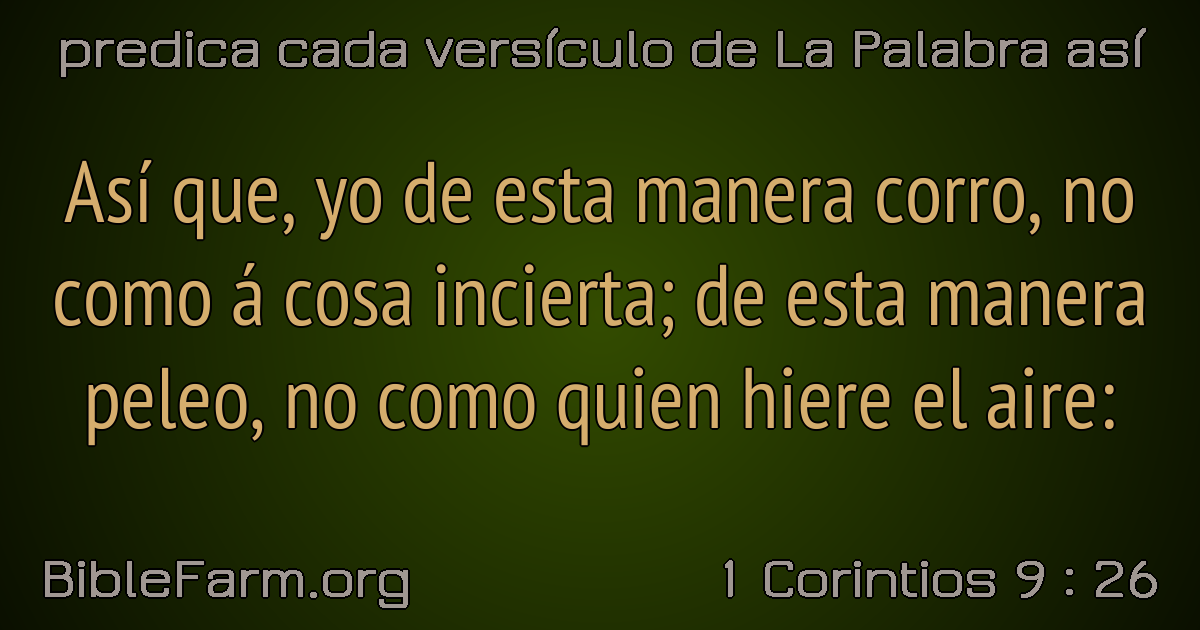 predica cada versículo de La Palabra así
Así que, yo de esta manera corro, no
como á cosa incierta; de esta manera
peleo, no como quien hiere el aire:
BibleFarm.org
1 Corintios 9 : 26